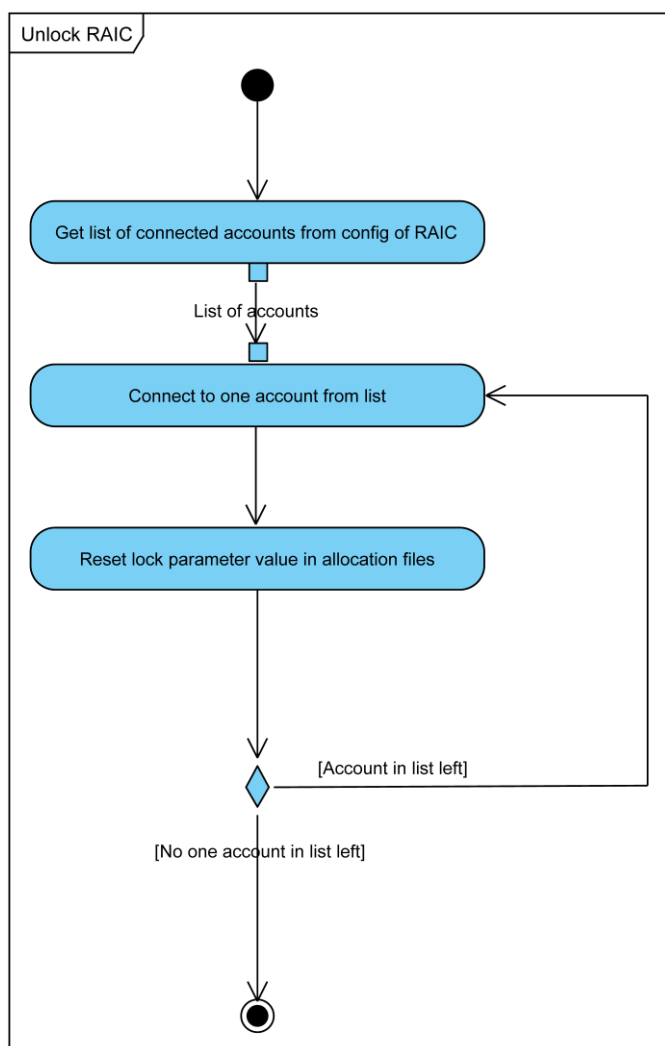 Unlock RAIC
Get list of connected accounts from config of RAIC
List of accounts
Connect to one account from list
Reset lock parameter value in allocation files
[Account in list left]
[No one account in list left]